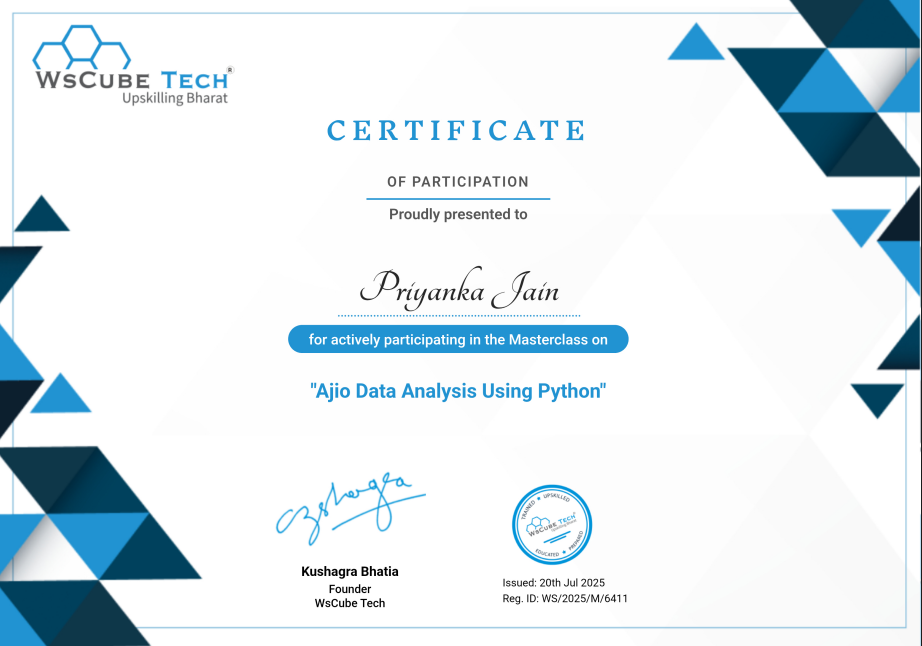 WSCUBE TECH®
Upskilling Bharat
CERTIFICATE
OF PARTICIPATION
Proudly presented to
Priyanka Jain
for actively participating in the Masterclass on
"Ajio Data Analysis Using Python"
Kushagra Bhatia
Founder
WsCube Tech
TRAINED ★ UPSKILLED
WSCUBE TECH
Upskilling Bharat
EDUCATED ★ PREPARED
Issued: 20th Jul 2025
Reg. ID: WS/2025/M/6411